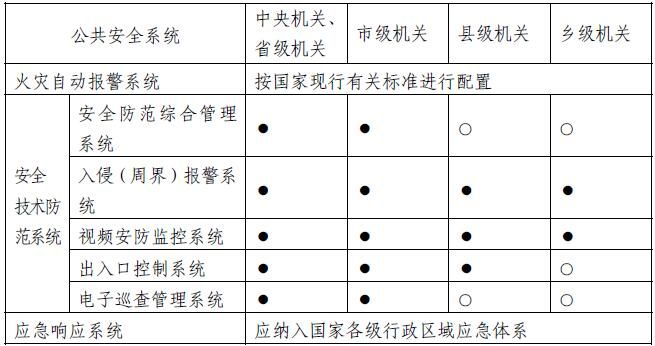 公共安全系统 中央机关、省级机关 市级机关 县级机关 乡级机关
火灾自动报警系统 按国家现行有关标准进行配置
安全技术防范系统 安全防范综合管理系统 ● ● ○ ○
入侵（周界）报警系统 ● ● ● ●
视频安防监控系统 ● ● ● ●
出入口控制系统 ● ● ● ○
电子巡查管理系统 ● ● ○ ○
应急响应系统 应纳入国家各级行政区域应急体系